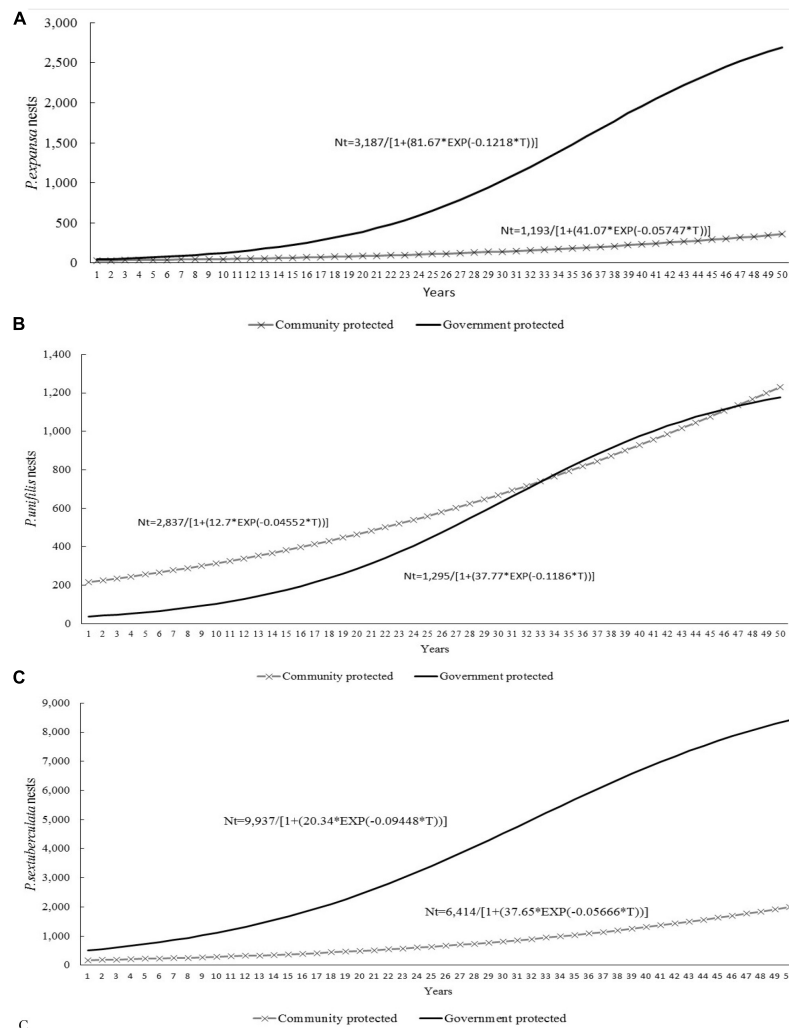 A
3,000
2,500
2,000
1,500
1,000
500
0
P.expansa nests
Nt=3,187/[1+(81.67*EXP(-0.1218*T))]
Nt=1,193/[1+(41.07*EXP(-0.05747*T))]
1 2 3 4 5 6 7 8 9 10 11 12 13 14 15 16 17 18 19 20 21 22 23 24 25 26 27 28 29 30 31 32 33 34 35 36 37 38 39 40 41 42 43 44 45 46 47 48 49 50
Years
Community protected Government protected
B
1,400
1,200
1,000
800
600
400
200
0
P.unifilis nests
Nt=2,837/[1+(12.7*EXP(-0.04552*T))]
Nt=1,295/[1+(37.77*EXP(-0.1186*T))]
1 2 3 4 5 6 7 8 9 10 11 12 13 14 15 16 17 18 19 20 21 22 23 24 25 26 27 28 29 30 31 32 33 34 35 36 37 38 39 40 41 42 43 44 45 46 47 48 49 50
Years
Community protected Government protected
C
9,000
8,000
7,000
6,000
5,000
4,000
3,000
2,000
1,000
0
P.sextuberculata nests
Nt=9,937/[1+(20.34*EXP(-0.09448*T))]
Nt=6,414/[1+(37.65*EXP(-0.05666*T))]
1 2 3 4 5 6 7 8 9 10 11 12 13 14 15 16 17 18 19 20 21 22 23 24 25 26 27 28 29 30 31 32 33 34 35 36 37 38 39 40 41 42 43 44 45 46 47 48 49
Years
Community protected Government protected
C